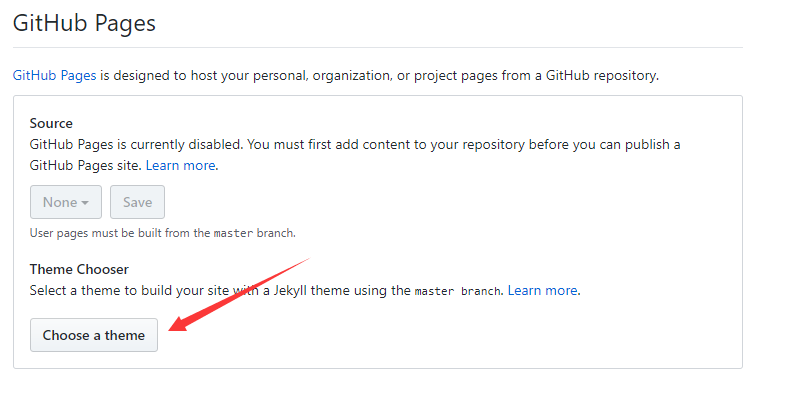 GitHub Pages
GitHub Pages is designed to host your personal, organization, or project pages from a GitHub repository.
Source
GitHub Pages is currently disabled. You must first add content to your repository before you can publish a
GitHub Pages site. Learn more.
None Save
User pages must be built from the master branch.
Theme Chooser
Select a theme to build your site with a Jekyll theme using the master branch. Learn more.
Choose a theme